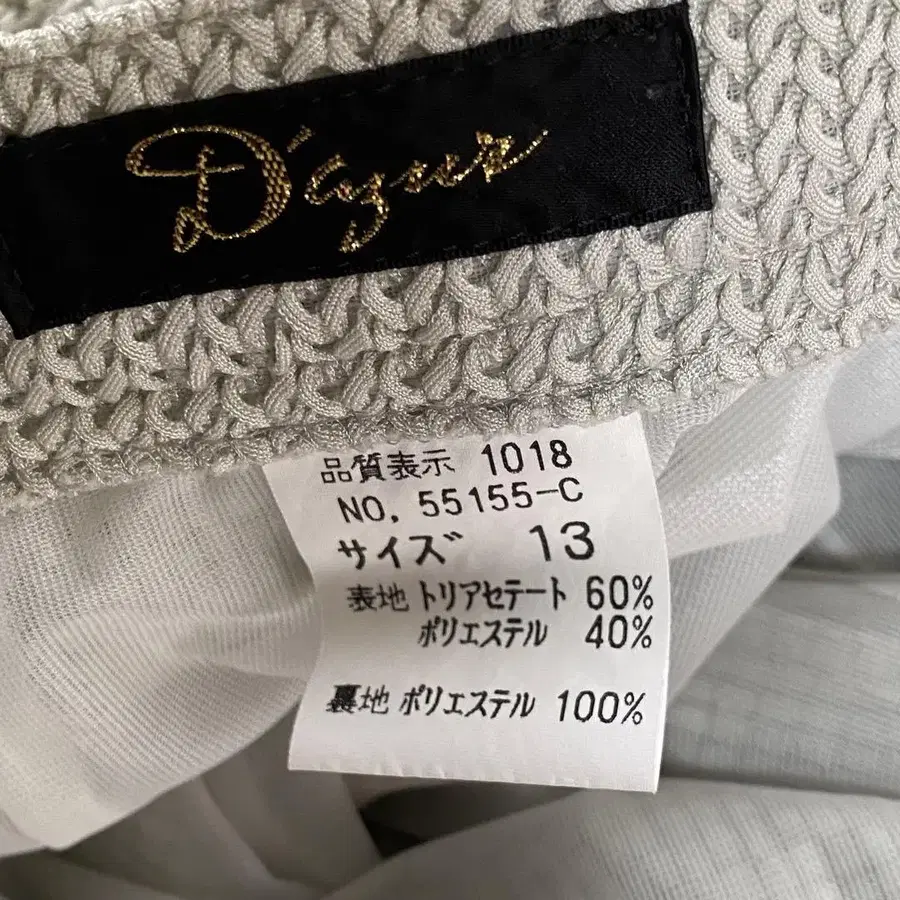 D'azur
品質表示 1018
NO. 55155-C
サイズ 13
表地 トリアセテート 60%
ポリエステル 40%
裏地 ポリエステル 100%